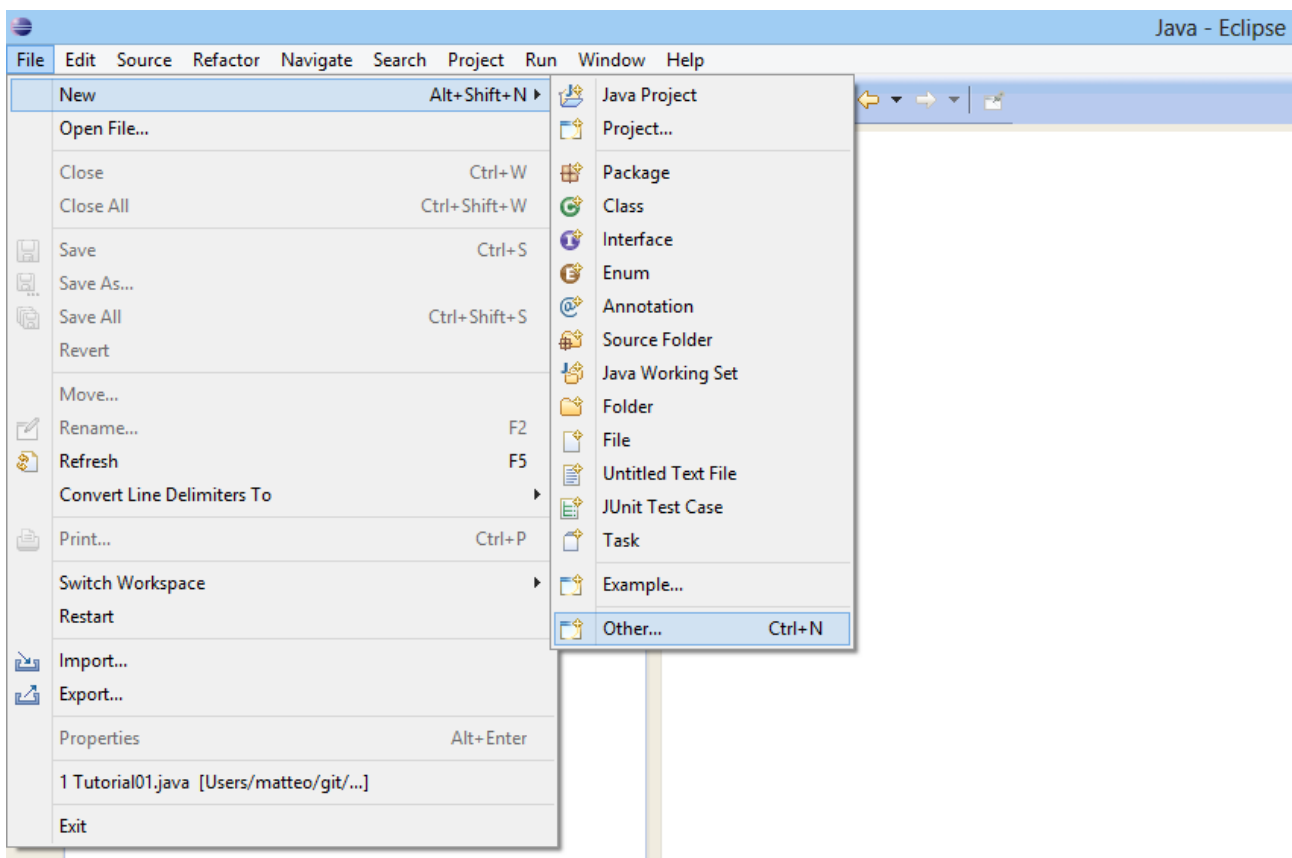 Java - Eclipse
File Edit Source Refactor Navigate Search Project Run Window Help
New Alt+Shift+N
Open File...
Close Ctrl+W
Close All Ctrl+Shift+W
Save Ctrl+S
Save As...
Save All Ctrl+Shift+S
Revert
Move...
Rename... F2
Refresh F5
Convert Line Delimiters To
Print... Ctrl+P
Switch Workspace
Restart
Import...
Export...
Properties Alt+Enter
1 Tutorial01.java [Users/matteo/git/...]
Exit
Java Project
Project...
Package
Class
Interface
Enum
Annotation
Source Folder
Java Working Set
Folder
File
Untitled Text File
JUnit Test Case
Task
Example...
Other... Ctrl+N